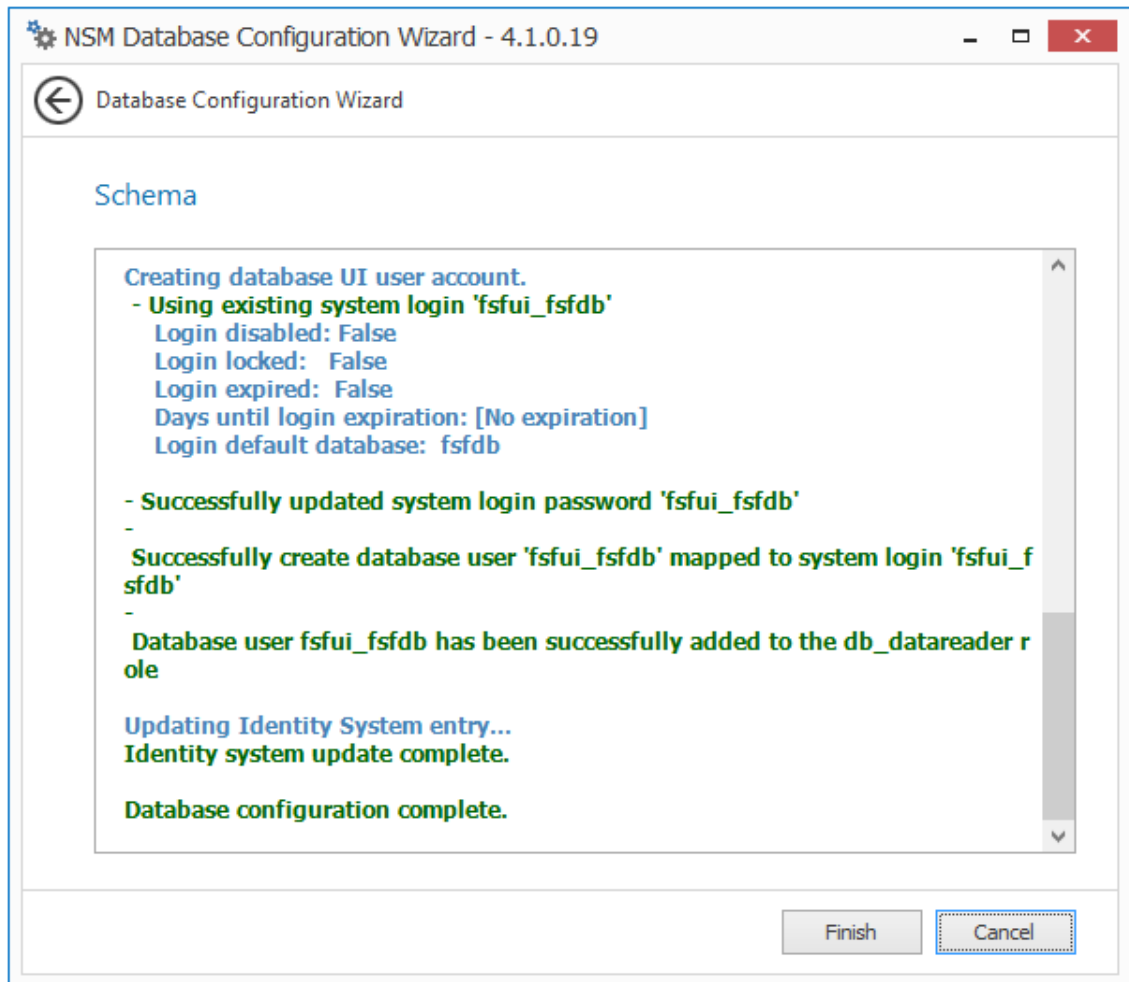 NSM Database Configuration Wizard - 4.1.0.19
Database Configuration Wizard
Schema
Creating database UI user account.
- Using existing system login 'fsfui_fsfdb'
Login disabled: False
Login locked:   False
Login expired:  False
Days until login expiration: [No expiration]
Login default database:  fsfdb
- Successfully updated system login password 'fsfui_fsfdb'
-
Successfully create database user 'fsfui_fsfdb' mapped to system login 'fsfui_f
sfdb'
-
Database user fsfui_fsfdb has been successfully added to the db_datareader r
ole
Updating Identity System entry...
Identity system update complete.
Database configuration complete.
Finish
Cancel